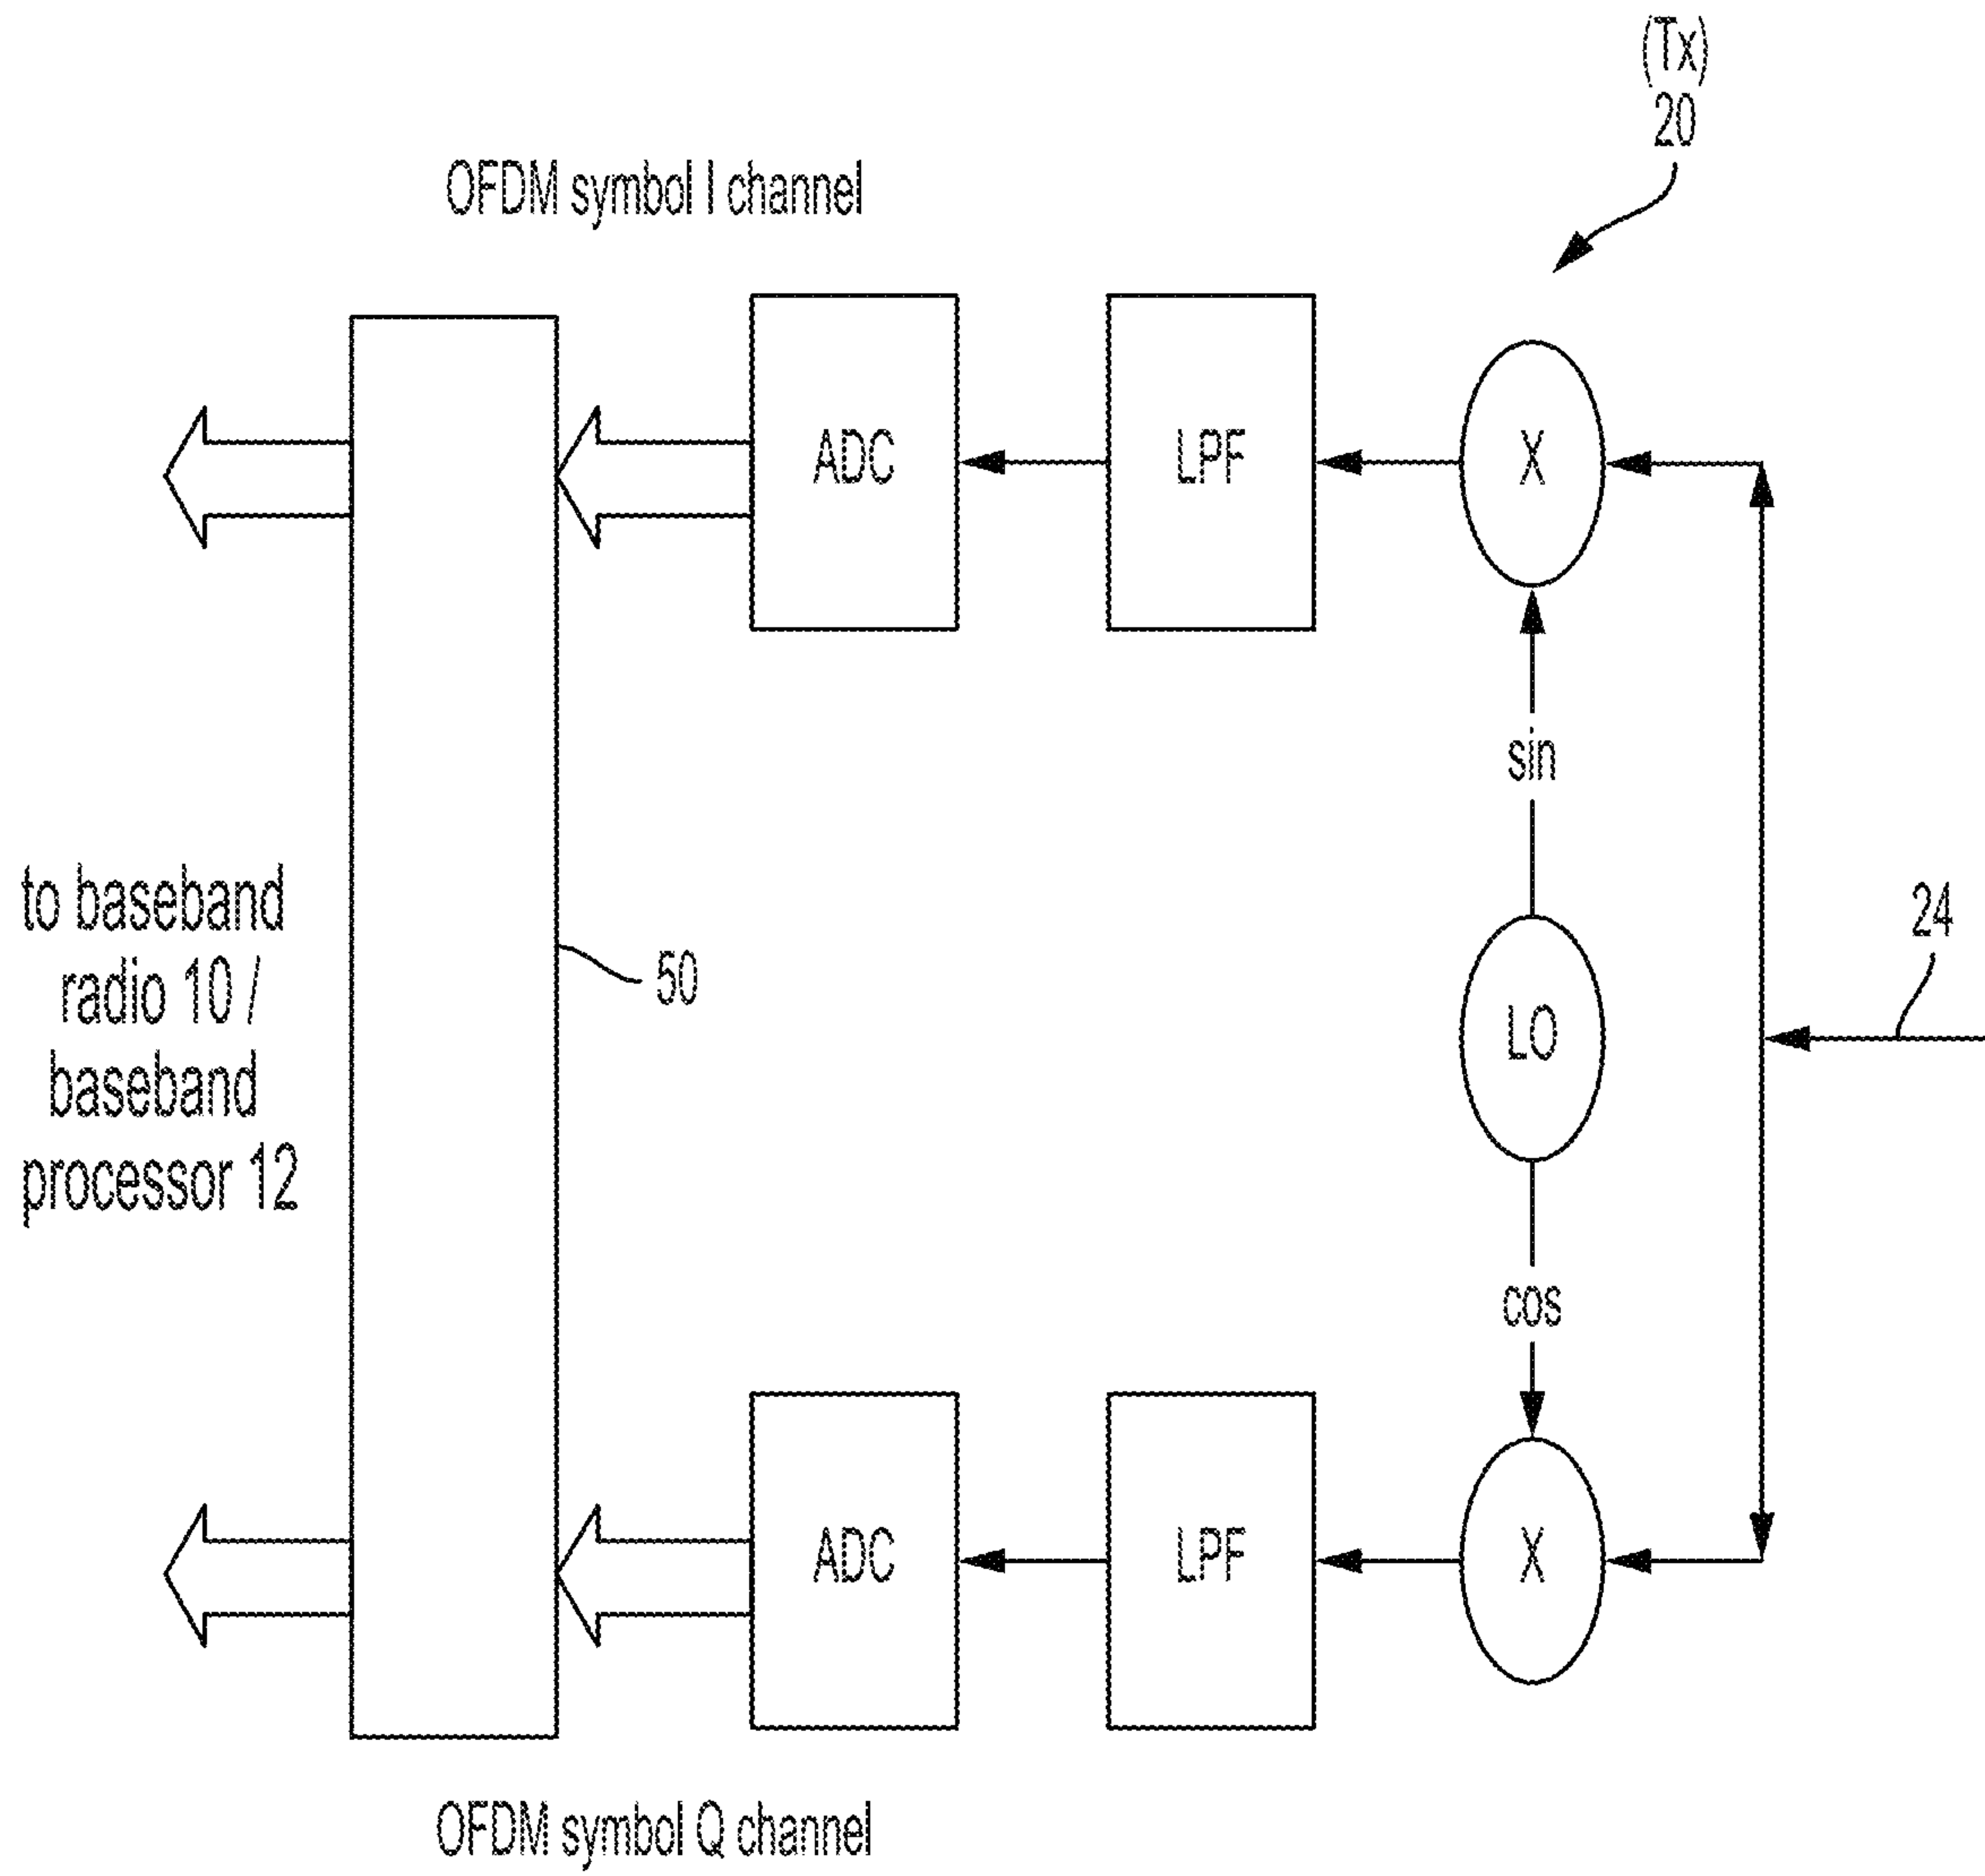 (Tx)
20
OFDM symbol I channel
ADC
LPF
X
sin
to baseband
radio 10 /
baseband
processor 12
50
LO
24
cos
ADC
LPF
X
OFDM symbol Q channel